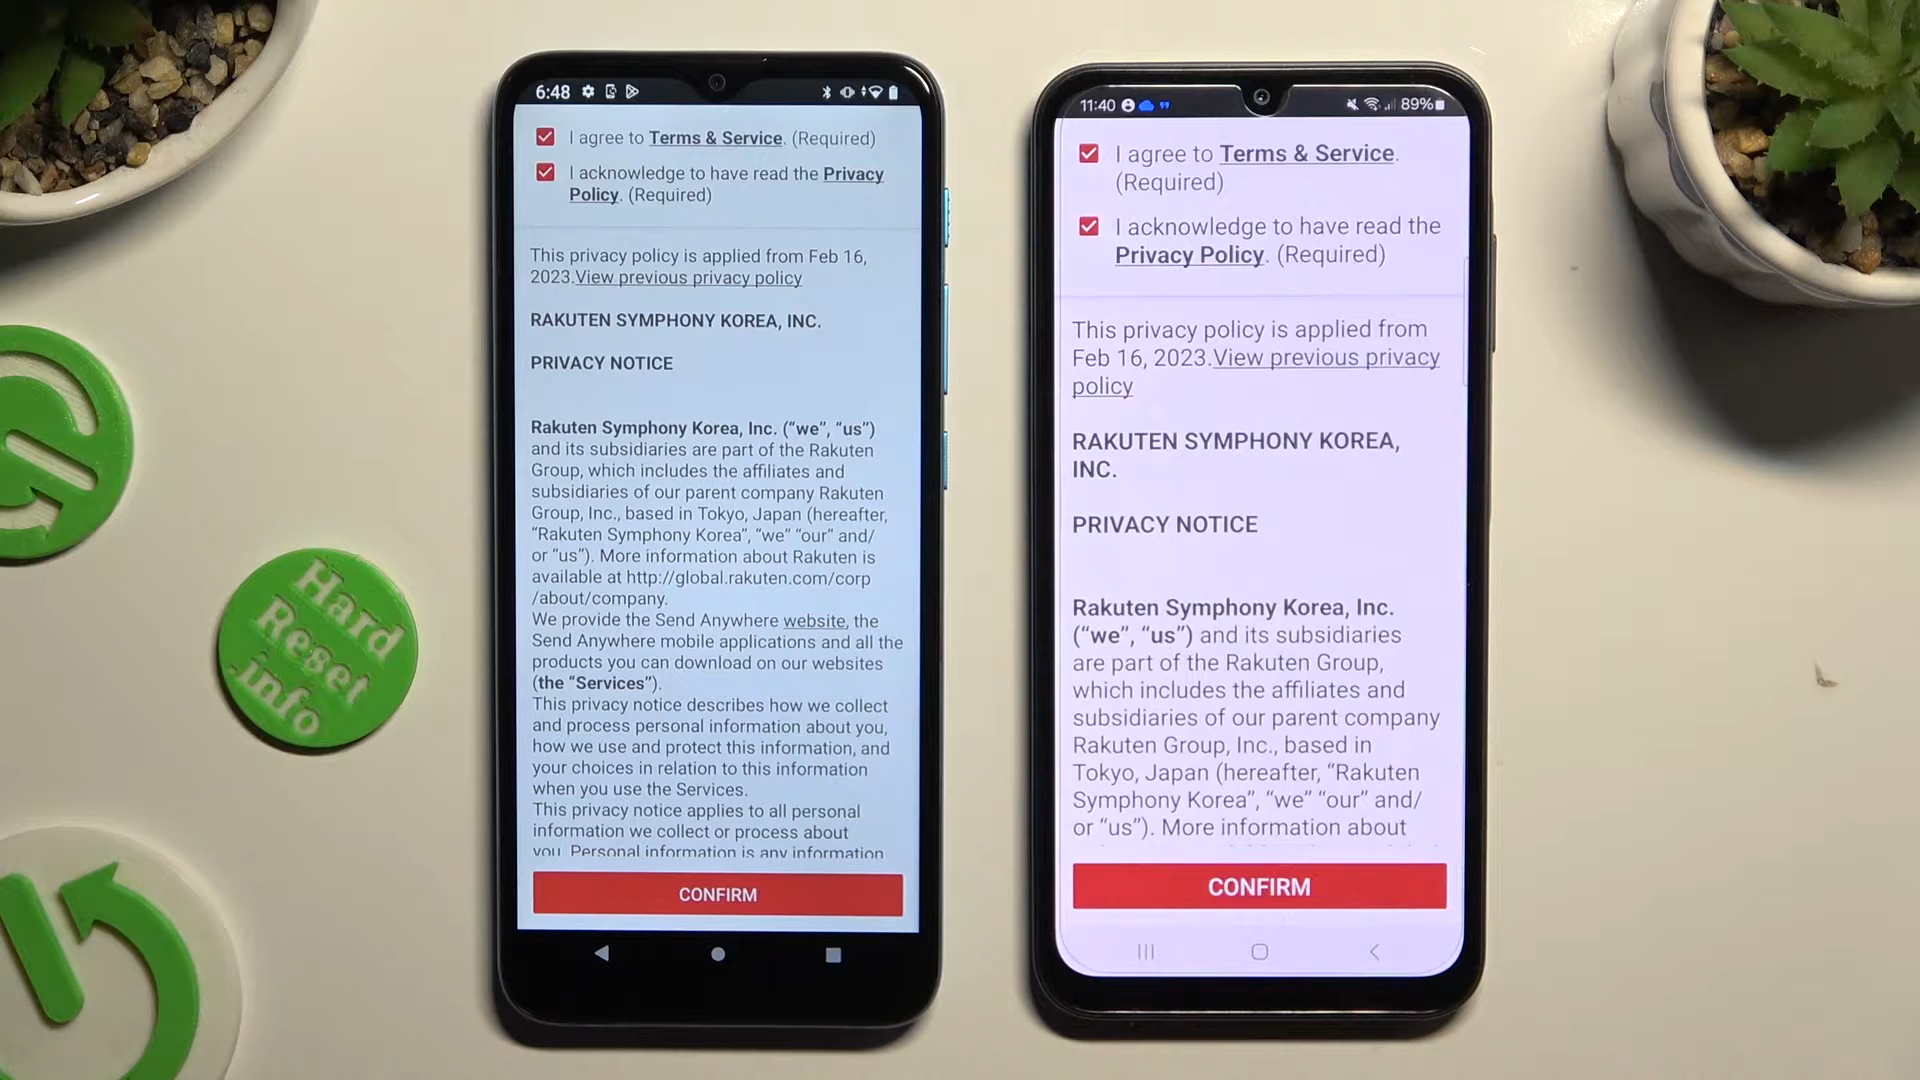 6:48
I agree to Terms & Service. (Required)
I acknowledge to have read the Privacy
Policy. (Required)
This privacy policy is applied from Feb 16,
2023.View previous privacy policy
RAKUTEN SYMPHONY KOREA, INC.
PRIVACY NOTICE
Rakuten Symphony Korea, Inc. (“we”, “us”)
and its subsidiaries are part of the Rakuten
Group, which includes the affiliates and
subsidiaries of our parent company Rakuten
Group, Inc., based in Tokyo, Japan (hereafter,
“Rakuten Symphony Korea”, “we” “our” and/
or “us”). More information about Rakuten is
available at http://global.rakuten.com/corp
/about/company.
We provide the Send Anywhere website, the
Send Anywhere mobile applications and all the
products you can download on our websites
(the “Services”).
This privacy notice describes how we collect
and process personal information about you,
how we use and protect this information, and
your choices in relation to this information
when you use the Services.
This privacy notice applies to all personal
information we collect or process about
you. Personal information is any information
CONFIRM
11:40
89%
I agree to Terms & Service.
(Required)
I acknowledge to have read the
Privacy Policy. (Required)
This privacy policy is applied from
Feb 16, 2023.View previous privacy
policy
RAKUTEN SYMPHONY KOREA,
INC.
PRIVACY NOTICE
Rakuten Symphony Korea, Inc.
(“we”, “us”) and its subsidiaries
are part of the Rakuten Group,
which includes the affiliates and
subsidiaries of our parent company
Rakuten Group, Inc., based in
Tokyo, Japan (hereafter, “Rakuten
Symphony Korea”, “we” “our” and/
or “us”). More information about
CONFIRM
Hard
Reset
.info